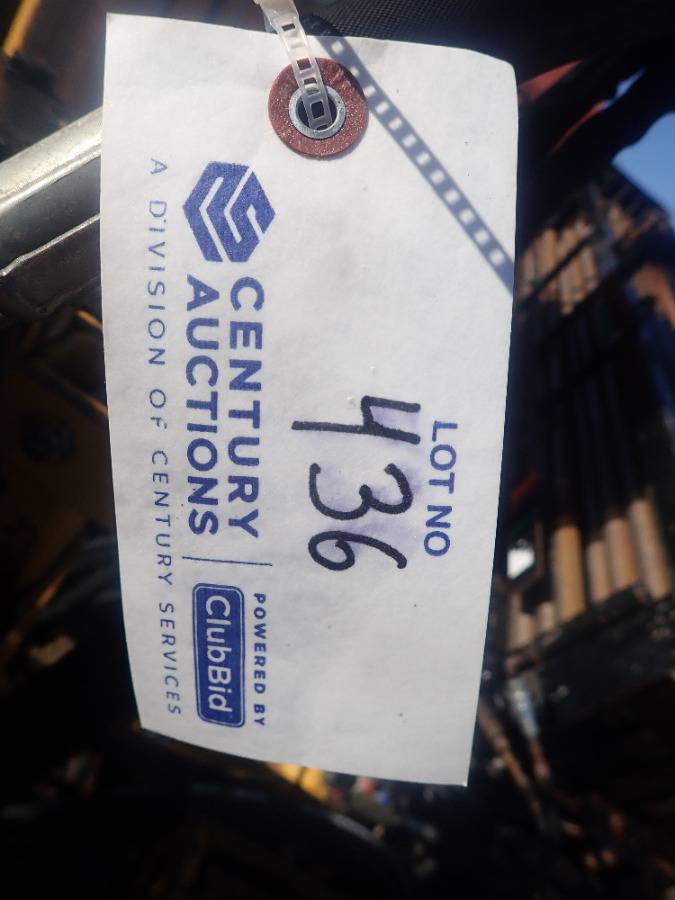 LOT NO
436
CENTURY
AUCTIONS
POWERED BY
ClubBid
A DIVISION OF CENTURY SERVICES